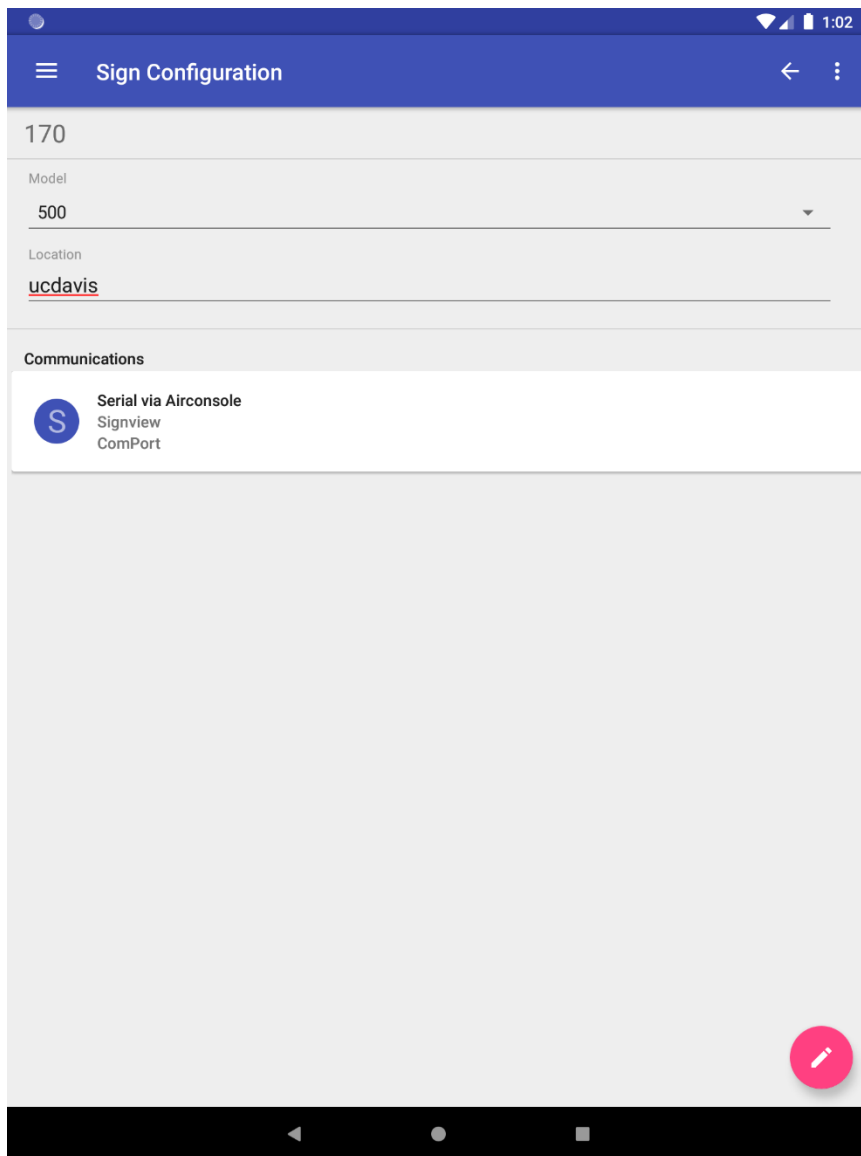 1:02
Sign Configuration
170
Model
500
Location
ucdavis
Communications
S
Serial via Airconsole
Signview
ComPort